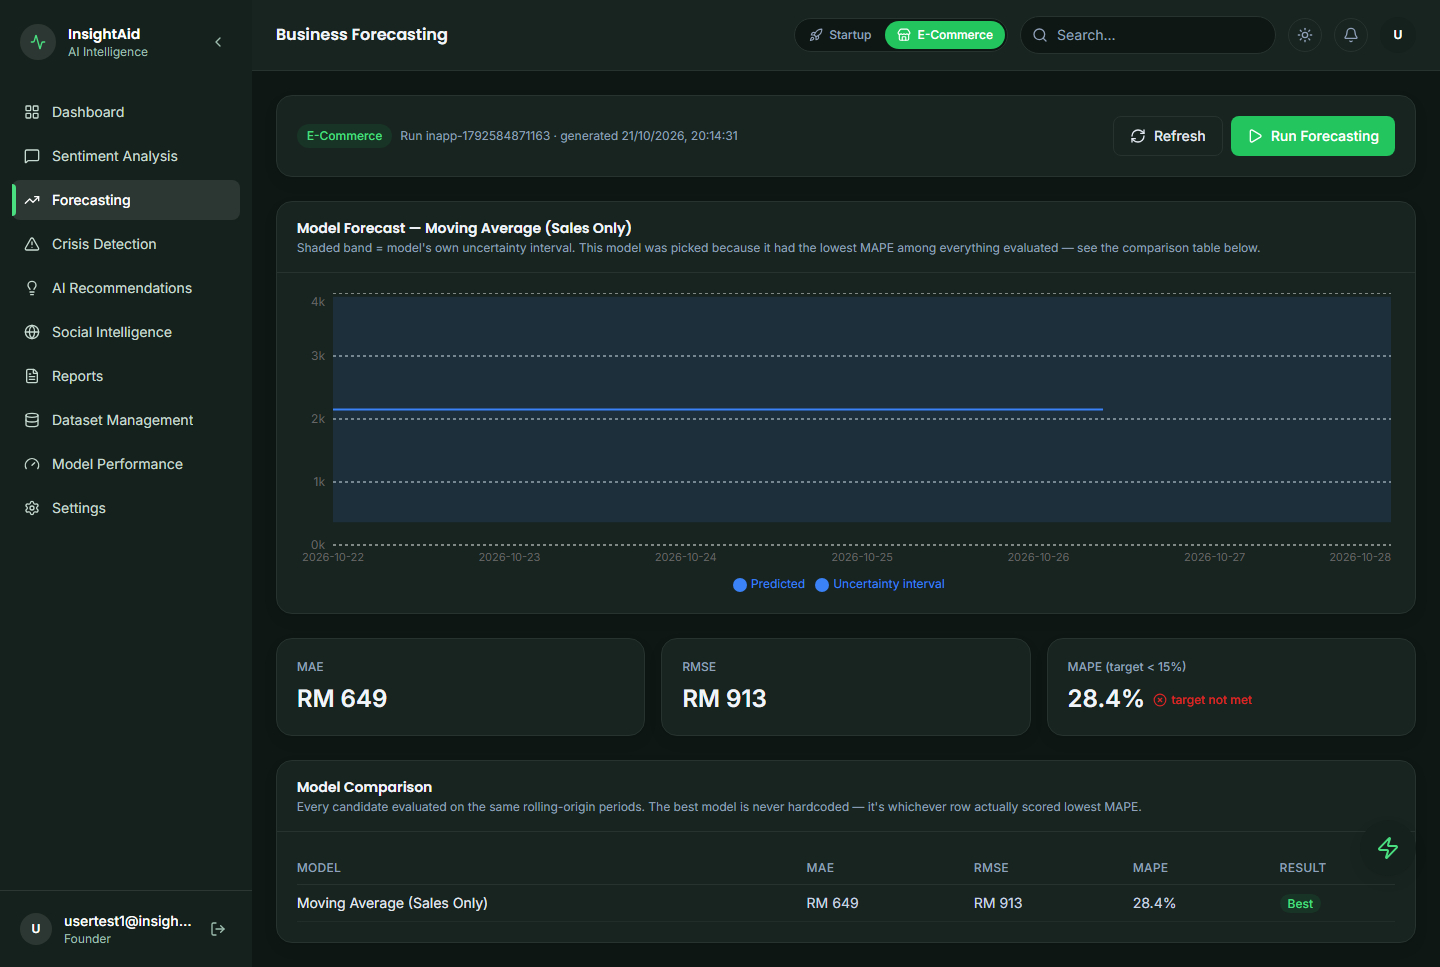 InsightAid
AI Intelligence
Dashboard
Sentiment Analysis
Forecasting
Crisis Detection
AI Recommendations
Social Intelligence
Reports
Dataset Management
Model Performance
Settings
U
usertest1@insigh...
Founder
Business Forecasting
Startup
E-Commerce
Search...
U
E-Commerce
Run inapp-1792584871163 · generated 21/10/2026, 20:14:31
Refresh
Run Forecasting
Model Forecast — Moving Average (Sales Only)
Shaded band = model's own uncertainty interval. This model was picked because it had the lowest MAPE among everything evaluated — see the comparison table below.
4k
3k
2k
1k
0k
2026-10-22 2026-10-23 2026-10-24 2026-10-25 2026-10-26 2026-10-27 2026-10-28
Predicted Uncertainty interval
MAE
RM 649
RMSE
RM 913
MAPE (target < 15%)
28.4% target not met
Model Comparison
Every candidate evaluated on the same rolling-origin periods. The best model is never hardcoded — it's whichever row actually scored lowest MAPE.
MODEL MAE RMSE MAPE RESULT
Moving Average (Sales Only) RM 649 RM 913 28.4% Best